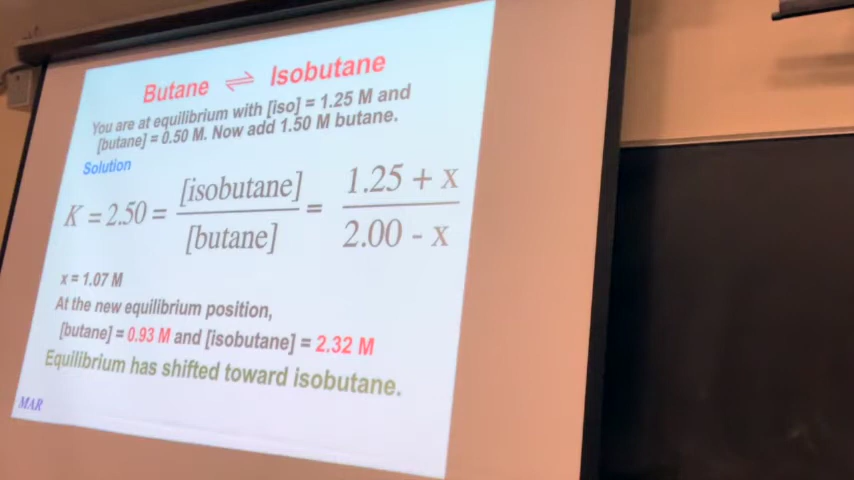 Butane ⇌ Isobutane
You are at equilibrium with [iso] = 1.25 M and
[butane] = 0.50 M. Now add 1.50 M butane.
Solution
K = 2.50 = [isobutane] / [butane] = 1.25 + x / 2.00 - x
x = 1.07 M
At the new equilibrium position,
[butane] = 0.93 M and [isobutane] = 2.32 M
Equilibrium has shifted toward isobutane.
MAR